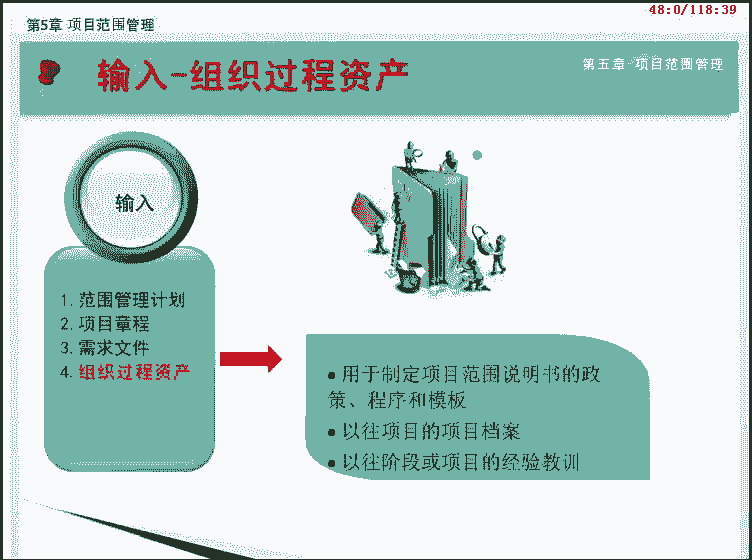 48:0/118:39
第5章 项目范围管理
输入-组织过程资产
第五章 项目范围管理
输入
1. 范围管理计划
2. 项目章程
3. 需求文件
4. 组织过程资产
● 用于制定项目范围说明书的政
策、程序和模板
● 以往项目的项目档案
● 以往阶段或项目的经验教训